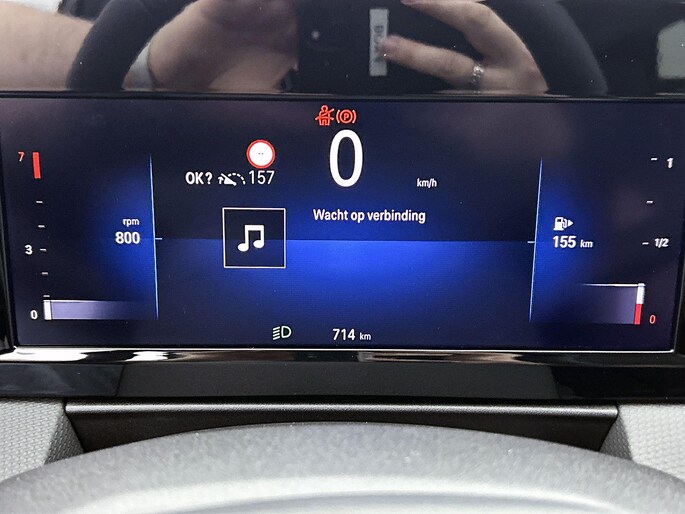 0
km/h
OK? 157
Wacht op verbinding
7
3
0
rpm
800
1
1/2
0
155 km
714 km